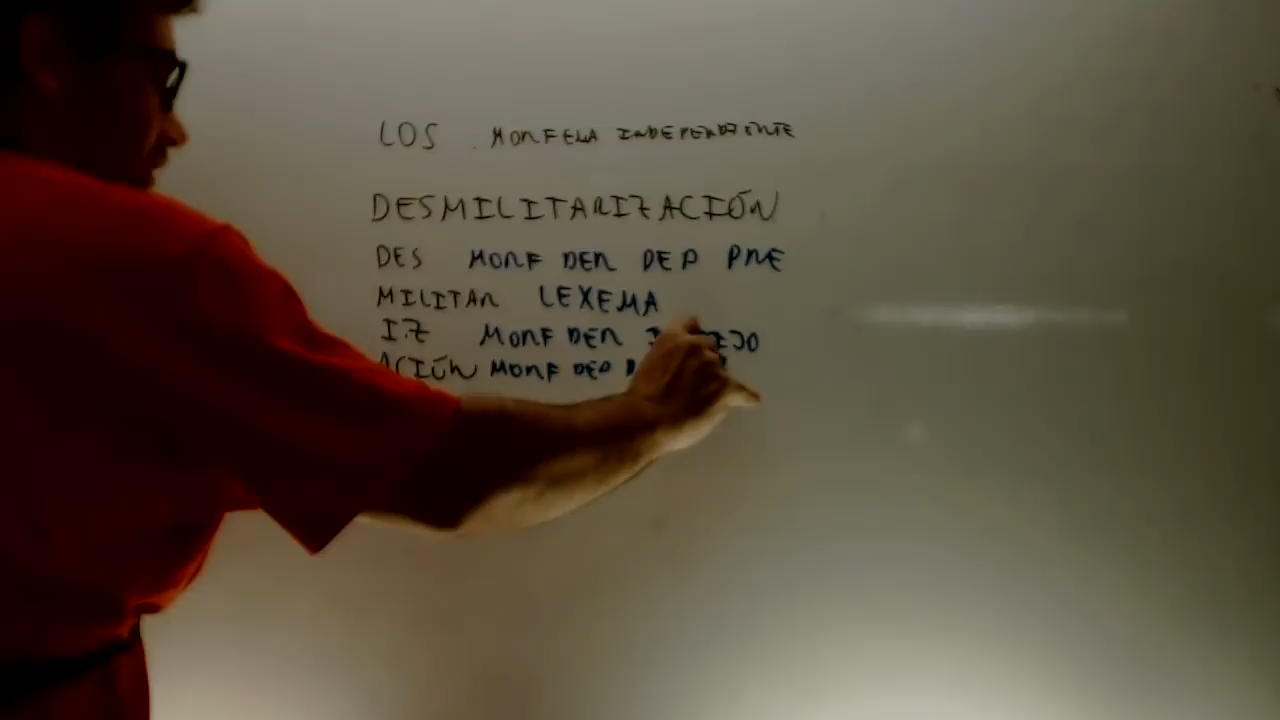 LOS MORFEMA INDEPENDIENTE
DESMILITARIZACIÓN
DES MORF DER DEP PRE
MILITAR LEXEMA
IZ MORF DER
ACIÓN MORF DEP